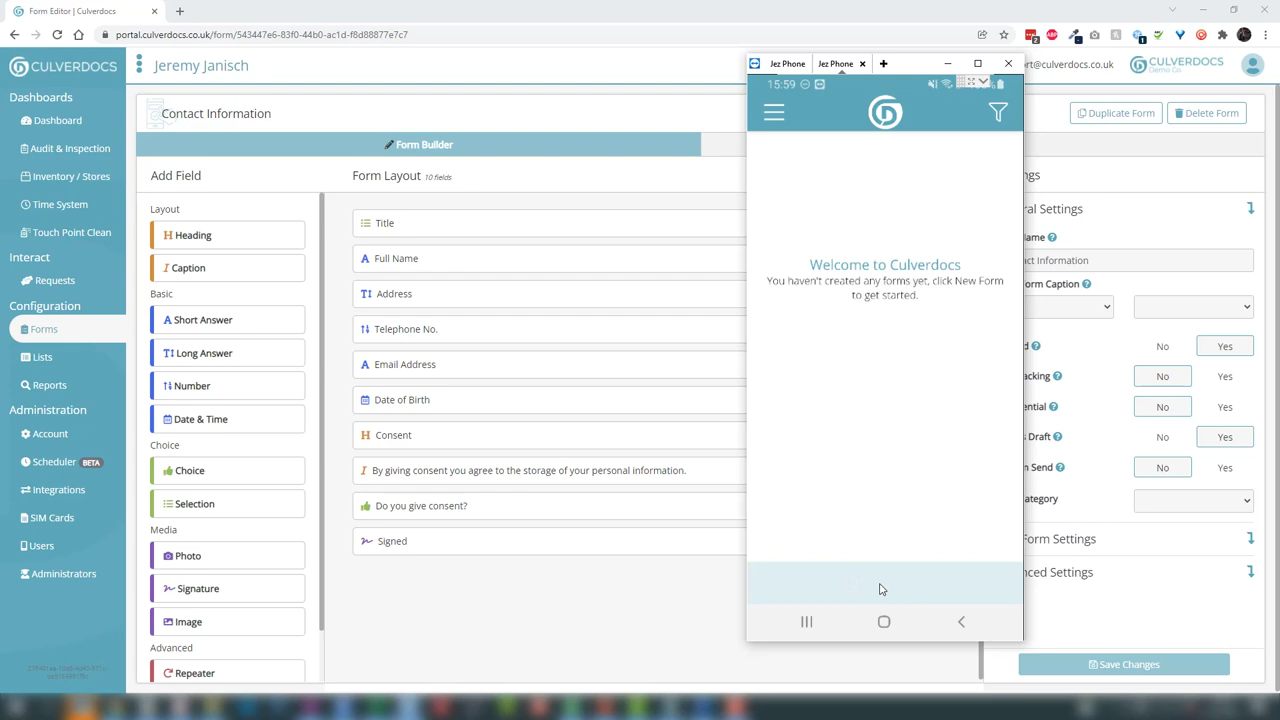 Form Editor | Culverdocs
portal.culverdocs.co.uk/form/543447e6-83f0-44b0-ac1d-f8d88877e7c7
CULVERDOCS
Dashboards
Dashboard
Audit & Inspection
Inventory / Stores
Time System
Touch Point Clean
Interact
Requests
Configuration
Forms
Lists
Reports
Administration
Account
Scheduler BETA
Integrations
SIM Cards
Users
Administrators
Jeremy Janisch
ort@culverdocs.co.uk
CULVERDOCS
Demo Co.
Contact Information
Duplicate Form
Delete Form
Form Builder
Add Field
Layout
H Heading
I Caption
Basic
A Short Answer
T Long Answer
Number
Date & Time
Choice
Choice
Selection
Media
Photo
Signature
Image
Advanced
Repeater
Form Layout 10 fields
Title
A Full Name
T Address
Telephone No.
A Email Address
Date of Birth
H Consent
I By giving consent you agree to the storage of your personal information.
Do you give consent?
Signed
Jez Phone
Jez Phone
15:59
Welcome to Culverdocs
You haven't created any forms yet, click New Form
to get started.
ngs
ral Settings
lame
act Information
orm Caption
d No Yes
acking No Yes
ential No Yes
s Draft No Yes
n Send No Yes
ategory
Form Settings
nced Settings
Save Changes